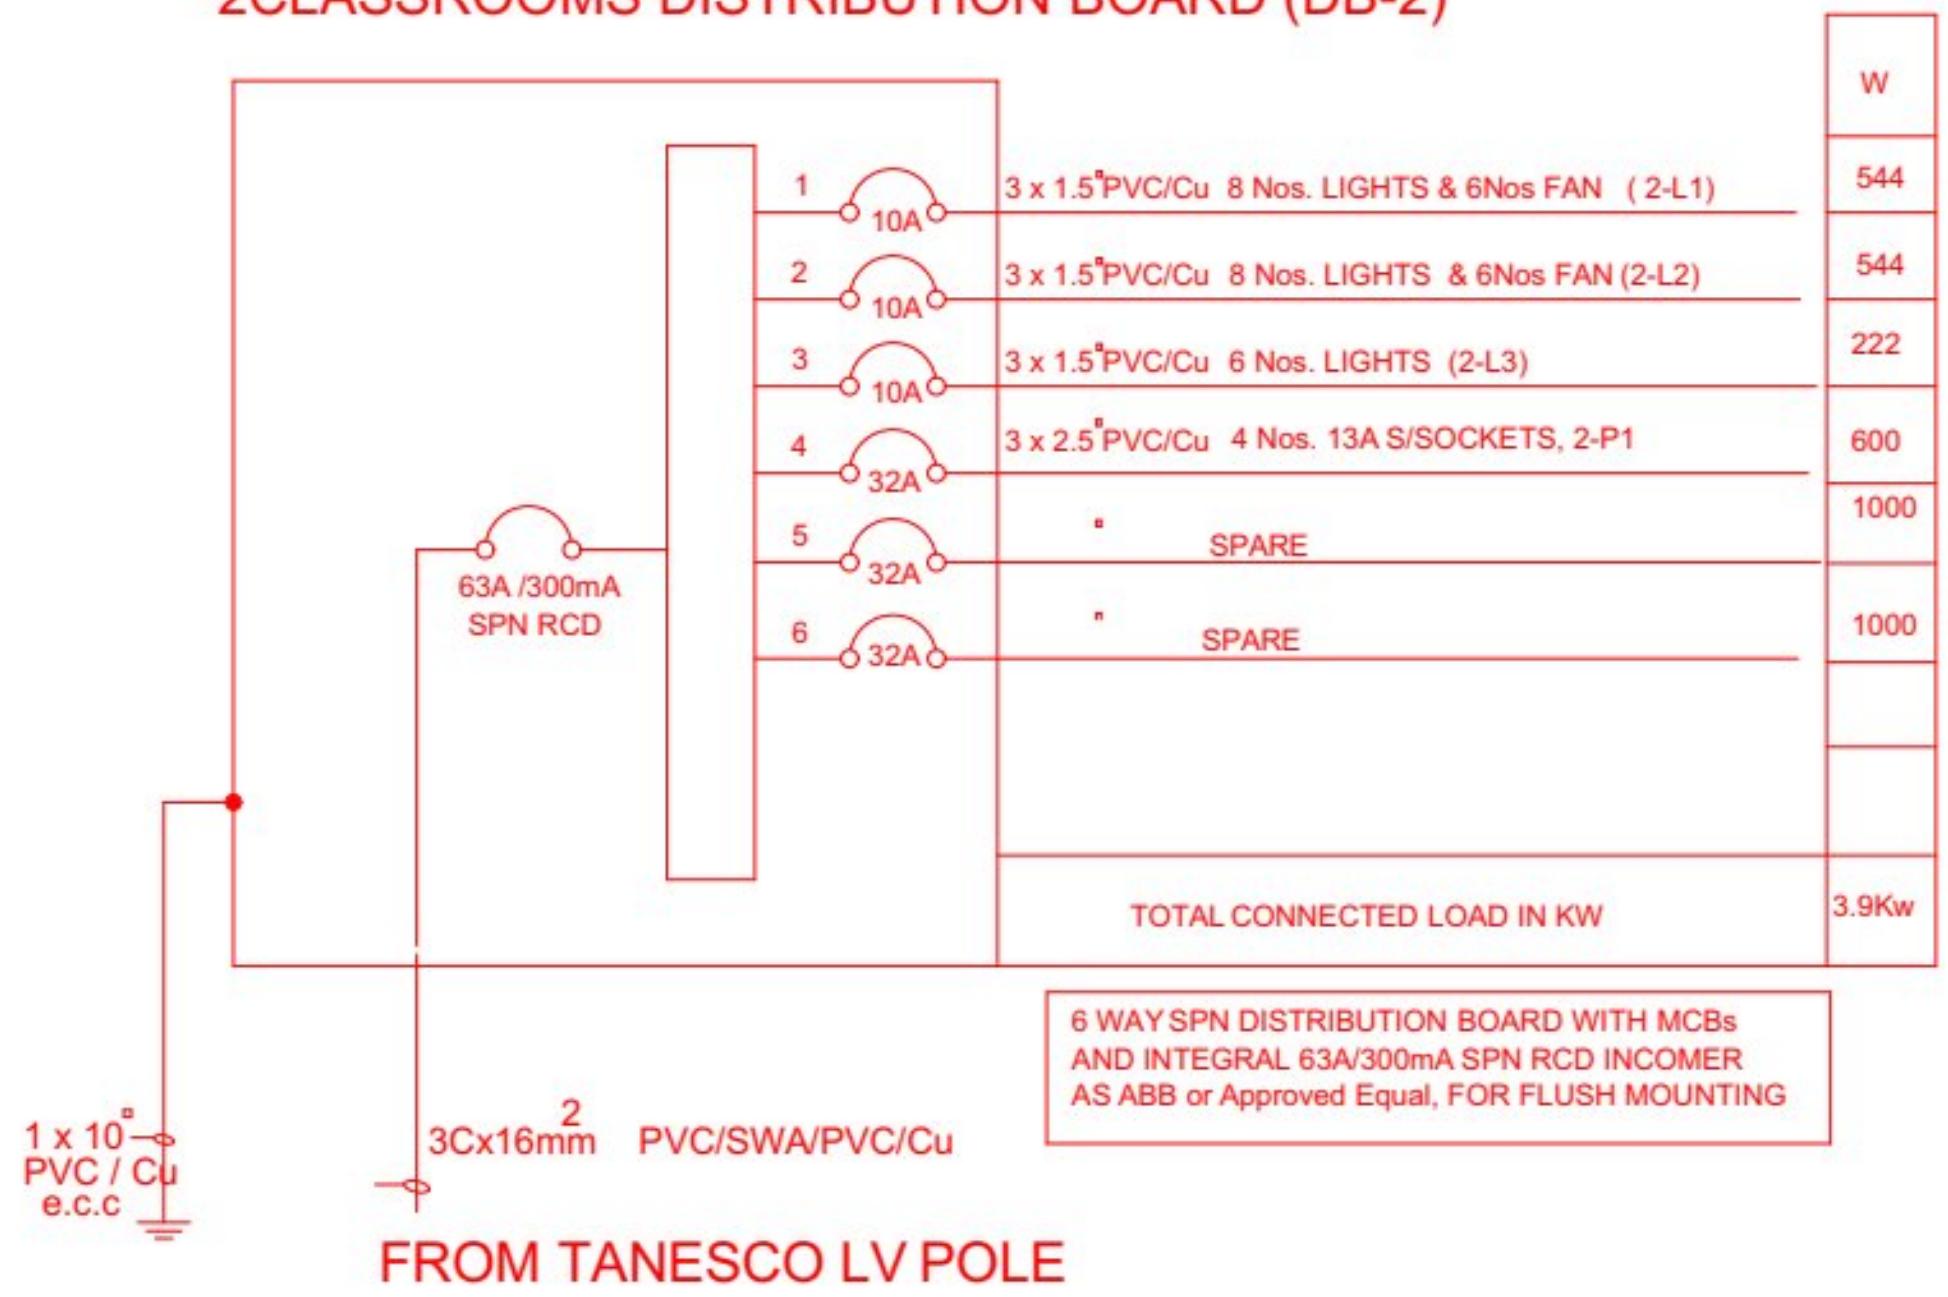 2CLASSROOMS DISTRIBUTION BOARD (DB-2)
W
1
10A
3 x 1.5 PVC/Cu 8 Nos. LIGHTS & 6Nos FAN ( 2-L1)
544
2
10A
3 x 1.5 PVC/Cu 8 Nos. LIGHTS & 6Nos FAN (2-L2)
544
3
10A
3 x 1.5 PVC/Cu 6 Nos. LIGHTS (2-L3)
222
4
32A
3 x 2.5 PVC/Cu 4 Nos. 13A S/SOCKETS, 2-P1
600
5
32A
SPARE
1000
6
32A
SPARE
1000
63A /300mA
SPN RCD
TOTAL CONNECTED LOAD IN KW
3.9Kw
6 WAY SPN DISTRIBUTION BOARD WITH MCBs
AND INTEGRAL 63A/300mA SPN RCD INCOMER
AS ABB or Approved Equal, FOR FLUSH MOUNTING
1 x 10
PVC / Cu
e.c.c
3Cx16mm2 PVC/SWA/PVC/Cu
FROM TANESCO LV POLE